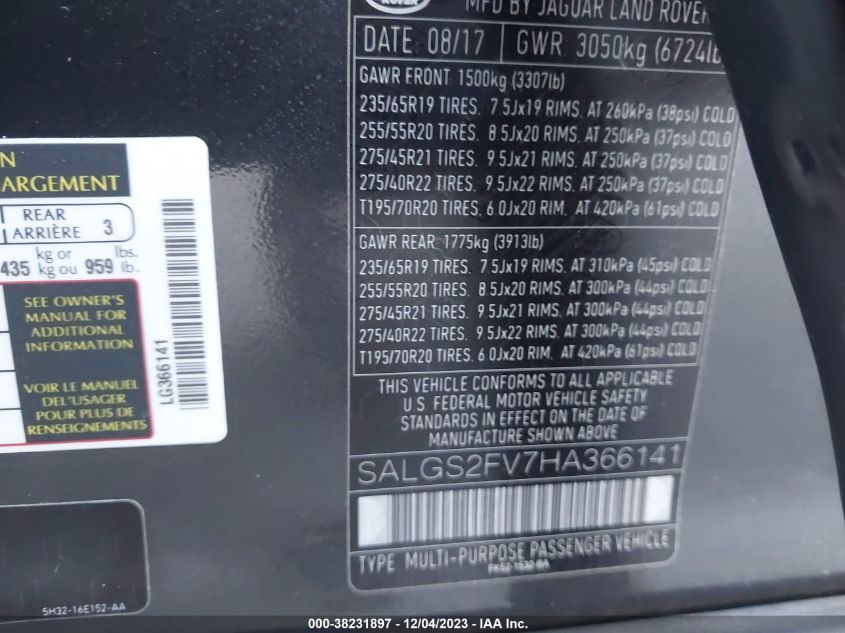 ROVER
MFD BY JAGUAR LAND ROVER
DATE 08/17 GWR 3050kg (6724lb
GAWR FRONT 1500kg (3307lb)
235/65R19 TIRES. 7.5Jx19 RIMS. AT 260kPa (38psi) COLD
255/55R20 TIRES. 8.5Jx20 RIMS. AT 250kPa (37psi) COLD
275/45R21 TIRES. 9.5Jx21 RIMS. AT 250kPa (37psi) COLD
275/40R22 TIRES. 9.5Jx22 RIMS. AT 250kPa (37psi) COLD
T195/70R20 TIRES. 6.0Jx20 RIMS. AT 420kPa (61psi) COLD
GAWR REAR 1775kg (3913lb)
235/65R19 TIRES. 7.5Jx19 RIMS. AT 310kPa (45psi) COLD
255/55R20 TIRES. 8.5Jx20 RIMS. AT 300kPa (44psi) COLD
275/45R21 TIRES. 9.5Jx21 RIMS. AT 300kPa (44psi) COLD
275/40R22 TIRES. 9.5Jx22 RIMS. AT 300kPa (44psi) COLD
T195/70R20 TIRES. 6.0Jx20 RIM. AT 420kPa (61psi) COLD
THIS VEHICLE CONFORMS TO ALL APPLICABLE
U.S. FEDERAL MOTOR VEHICLE SAFETY
STANDARDS IN EFFECT ON THE DATE OF
MANUFACTURE SHOWN ABOVE
SALGS2FV7HA366141
TYPE MULTI-PURPOSE PASSENGER VEHICLE
FK52-1532-BA
N
ARGEMENT
REAR
ARRIÈRE 3
kg or lbs.
435 kg ou 959 lb.
SEE OWNER'S
MANUAL FOR
ADDITIONAL
INFORMATION
VOIR LE MANUEL
DEL'USAGER
POUR PLUS DE
RENSEIGNEMENTS
LG366141
5H32-16E152-AA
000-38231897 - 12/04/2023 - IAA Inc.